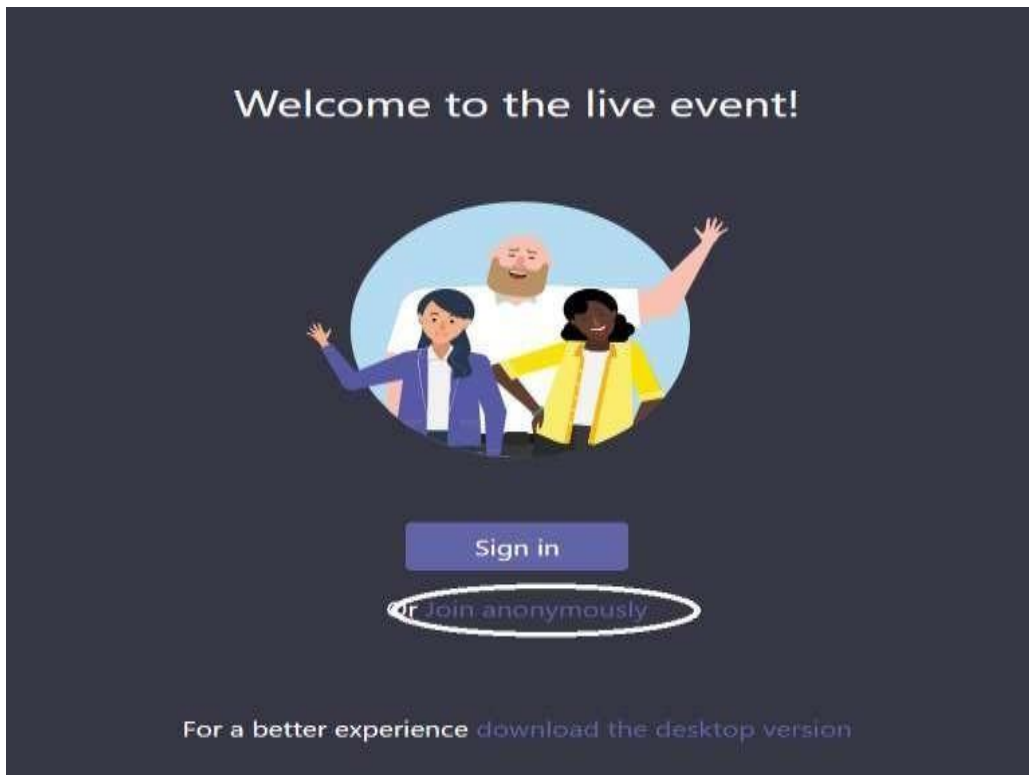 Welcome to the live event!
Sign in
Or Join anonymously
For a better experience download the desktop version